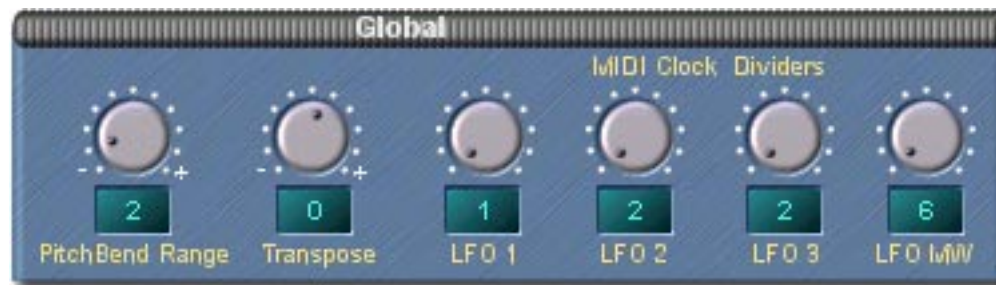 Global
MIDI Clock Dividers
- + - +
2 0 1 2 2 6
PitchBend Range Transpose LFO 1 LFO 2 LFO 3 LFO MW